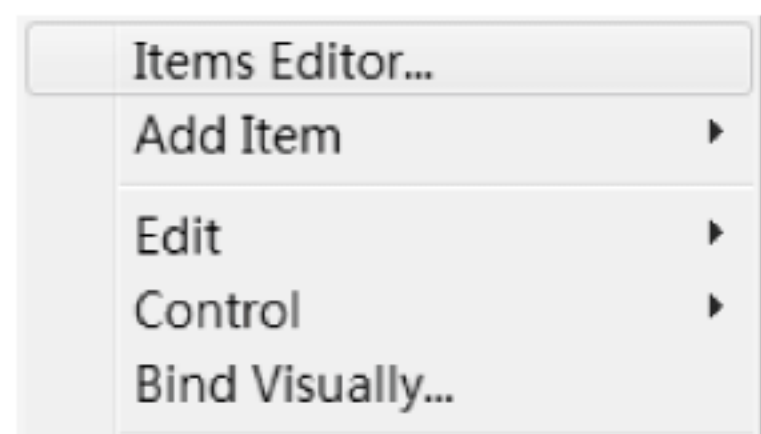 Items Editor...
Add Item
Edit
Control
Bind Visually...